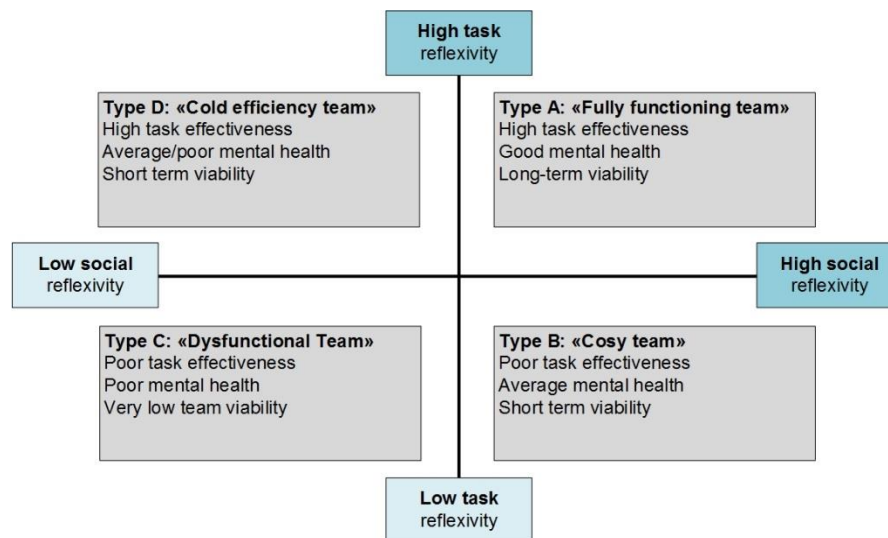 High task
reflexivity
Type D: «Cold efficiency team»
High task effectiveness
Average/poor mental health
Short term viability
Type A: «Fully functioning team»
High task effectiveness
Good mental health
Long-term viability
Low social
reflexivity
High social
reflexivity
Type C: «Dysfunctional Team»
Poor task effectiveness
Poor mental health
Very low team viability
Type B: «Cosy team»
Poor task effectiveness
Average mental health
Short term viability
Low task
reflexivity